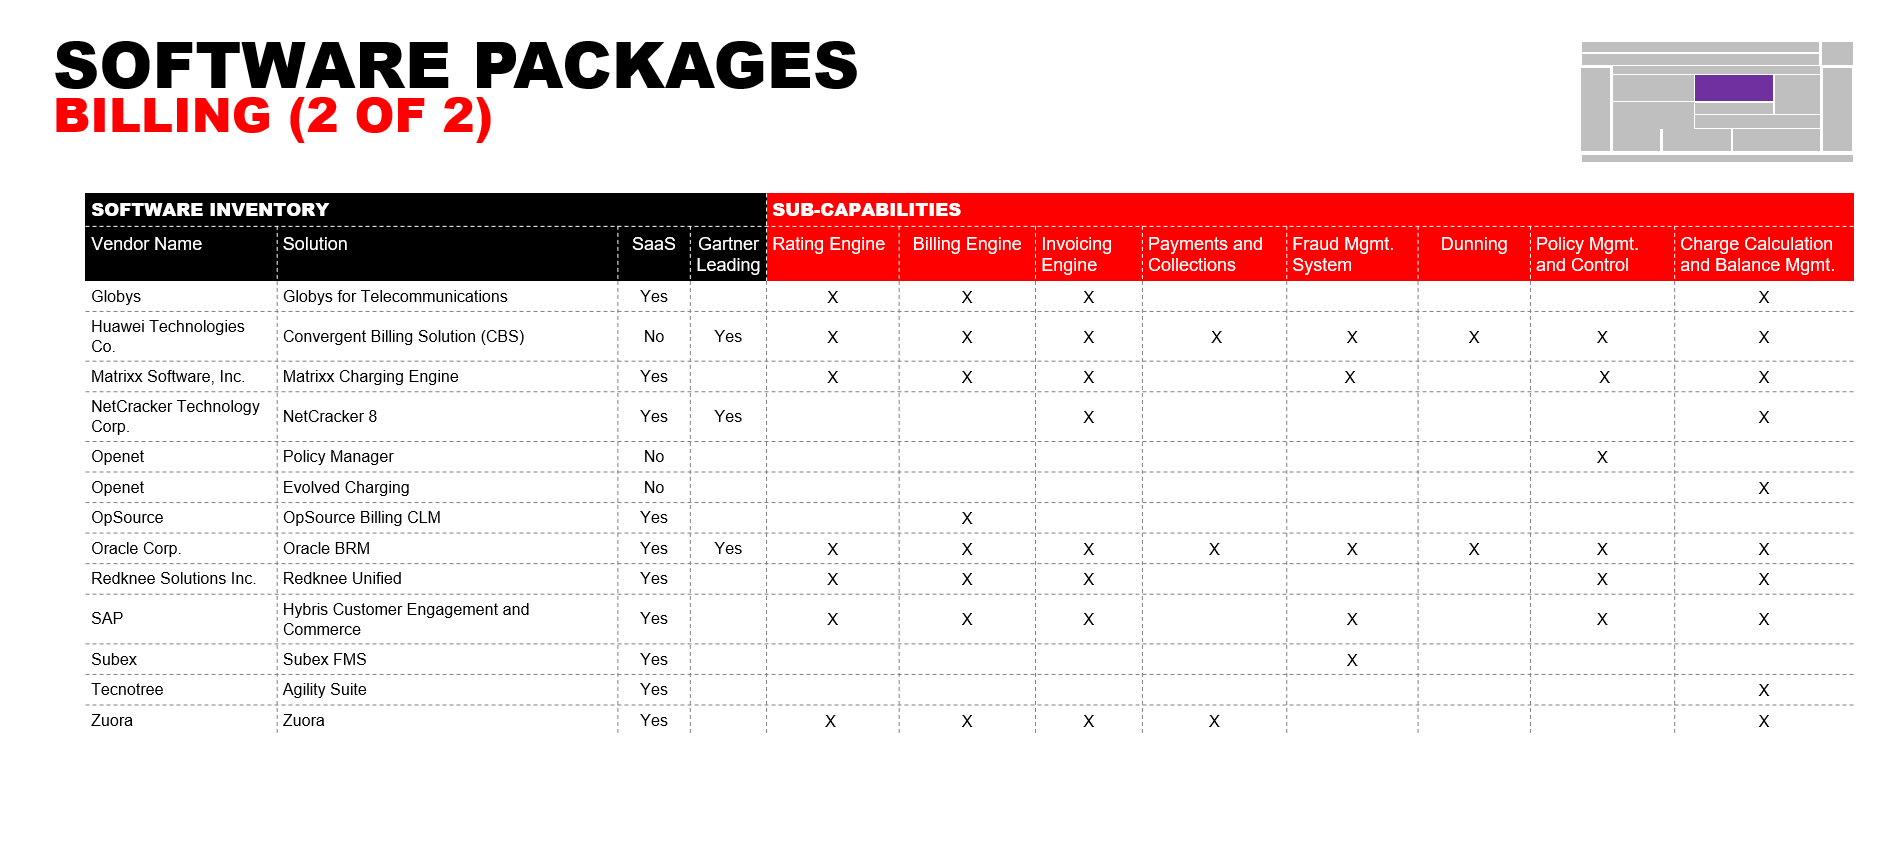 SOFTWARE PACKAGES
BILLING (2 OF 2)
SOFTWARE INVENTORY SUB-CAPABILITIES
Vendor Name Solution SaaS Gartner Leading Rating Engine Billing Engine Invoicing Engine Payments and Collections Fraud Mgmt. System Dunning Policy Mgmt. and Control Charge Calculation and Balance Mgmt.
Globys Globys for Telecommunications Yes X X X X
Huawei Technologies Co. Convergent Billing Solution (CBS) No Yes X X X X X X X X
Matrixx Software, Inc. Matrixx Charging Engine Yes X X X X X X
NetCracker Technology Corp. NetCracker 8 Yes Yes X X
Openet Policy Manager No X
Openet Evolved Charging No X
OpSource OpSource Billing CLM Yes X
Oracle Corp. Oracle BRM Yes Yes X X X X X X X X
Redknee Solutions Inc. Redknee Unified Yes X X X X X
SAP Hybris Customer Engagement and Commerce Yes X X X X X X
Subex Subex FMS Yes X
Tecnotree Agility Suite Yes X
Zuora Zuora Yes X X X X X